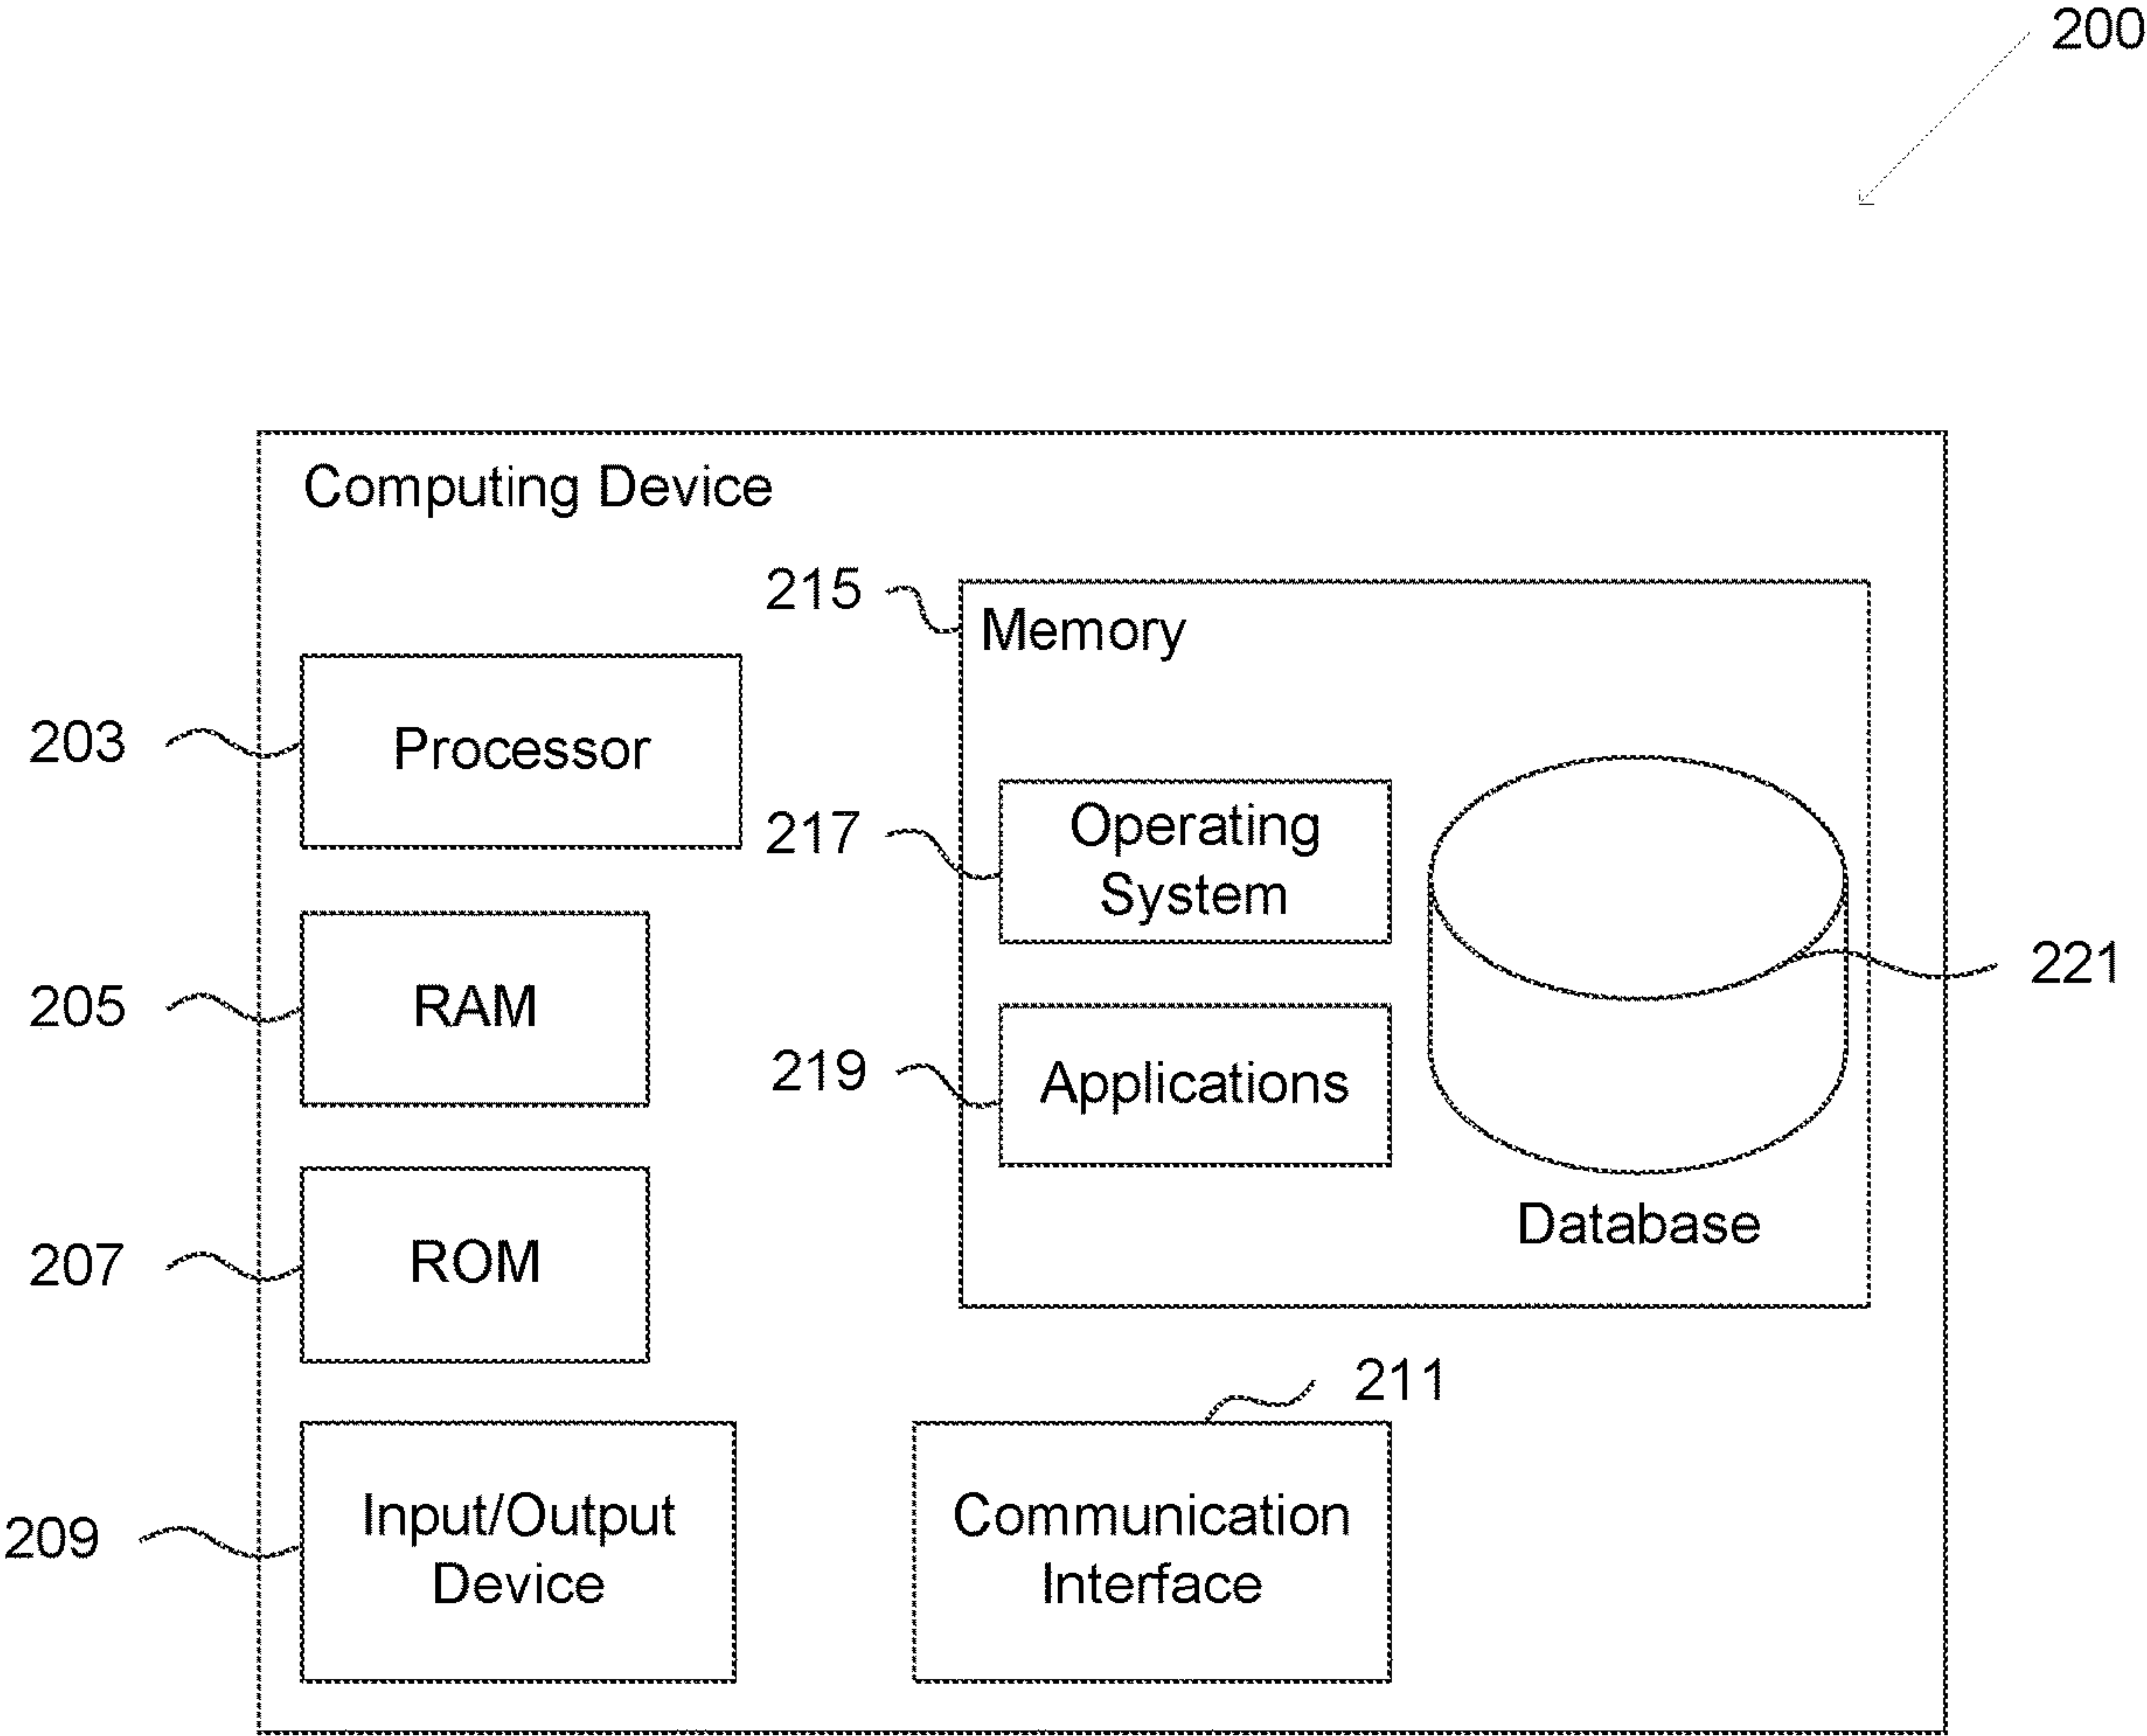 200
Computing Device
215
Memory
203
Processor
217
Operating
System
221
205
RAM
219
Applications
207
ROM
Database
211
209
Input/Output
Device
Communication
Interface